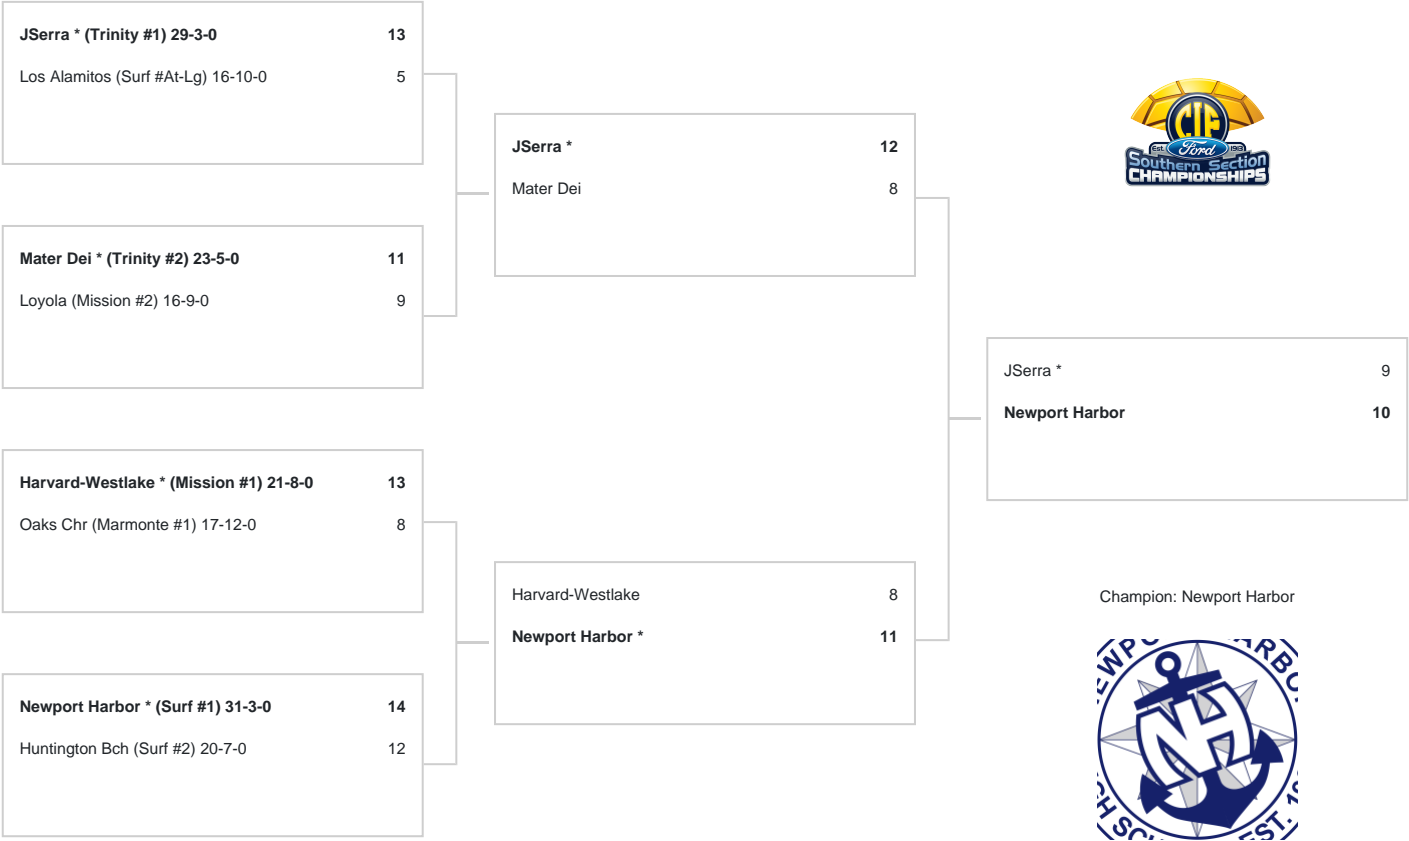 JSerra * (Trinity #1) 29-3-0 13
Los Alamitos (Surf #At-Lg) 16-10-0 5
Mater Dei * (Trinity #2) 23-5-0 11
Loyola (Mission #2) 16-9-0 9
Harvard-Westlake * (Mission #1) 21-8-0 13
Oaks Chr (Marmonte #1) 17-12-0 8
Newport Harbor * (Surf #1) 31-3-0 14
Huntington Bch (Surf #2) 20-7-0 12
JSerra * 12
Mater Dei 8
Harvard-Westlake 8
Newport Harbor * 11
CIF
Est. Ford 1913
Southern Section
CHAMPIONSHIPS
JSerra * 9
Newport Harbor 10
Champion: Newport Harbor
NH
EST.